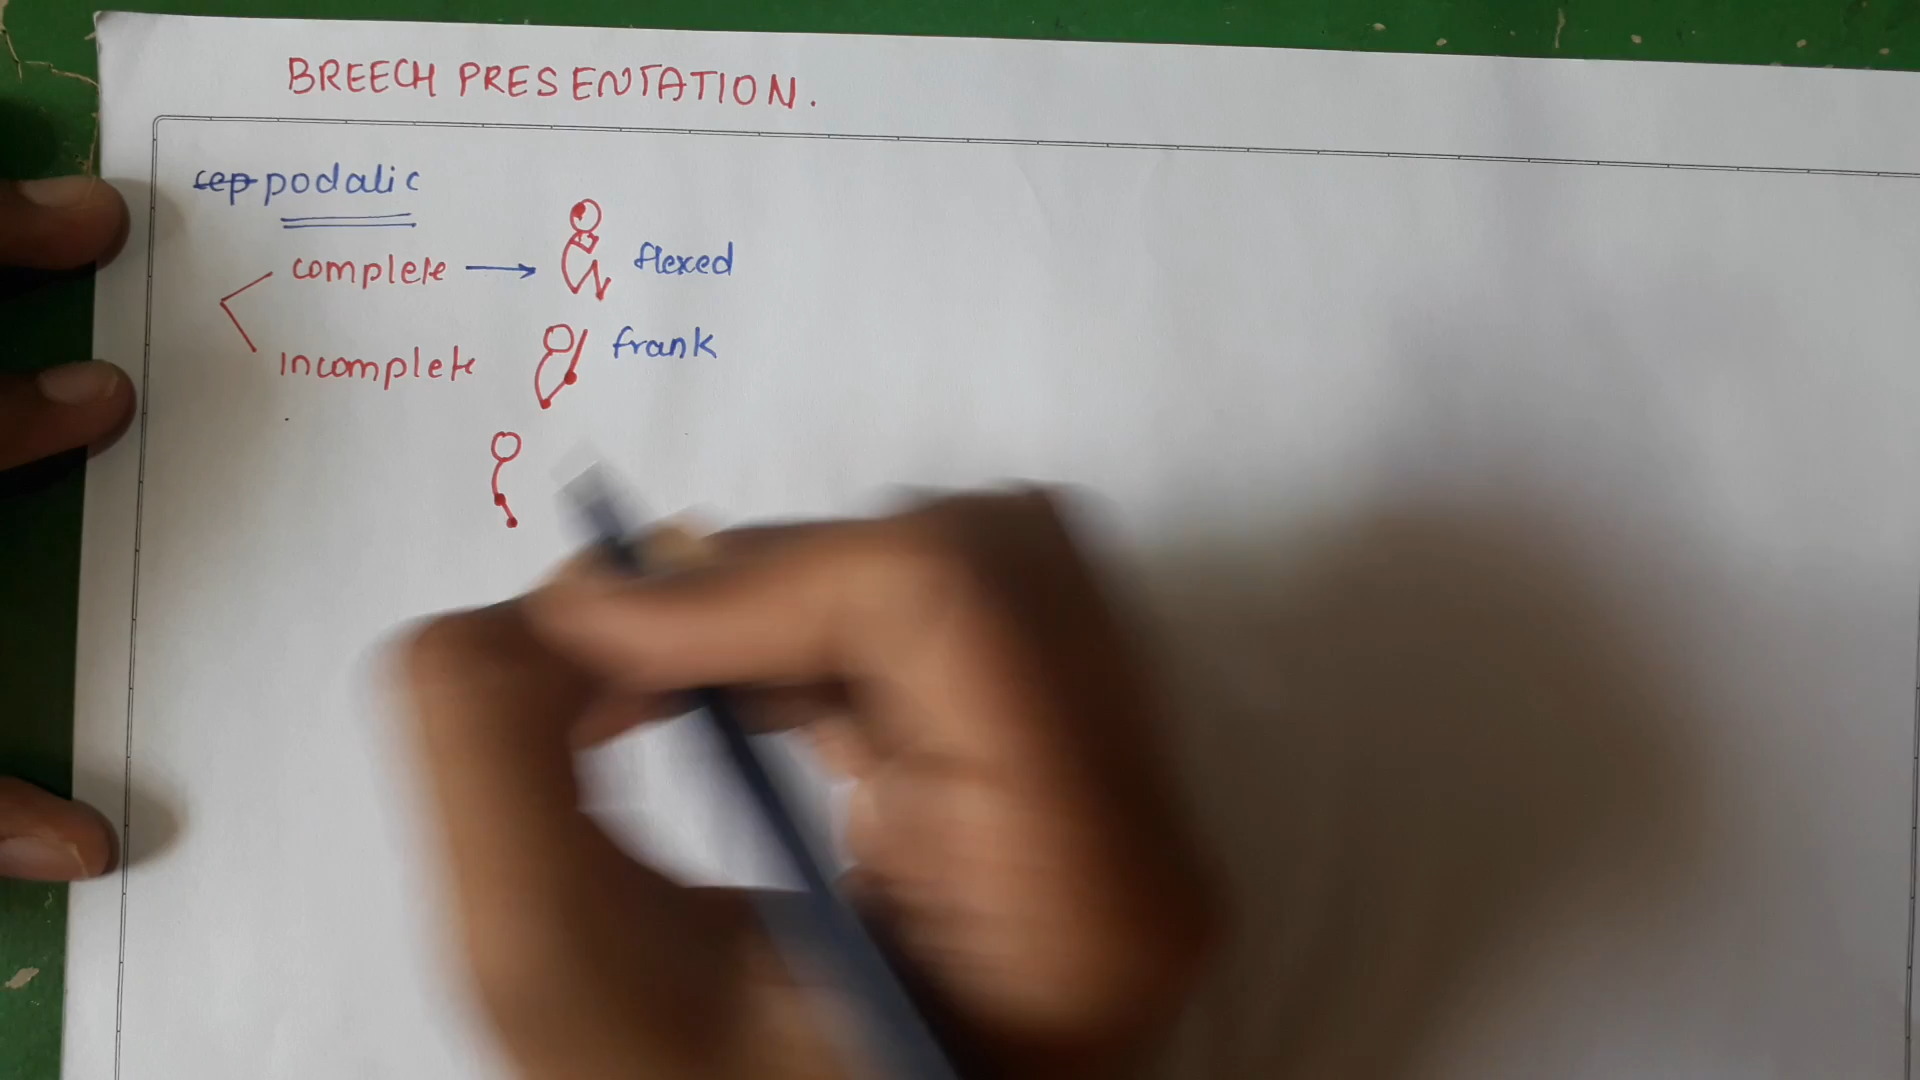 BREECH PRESENTATION.
cep podalic
complete → flexed
incomplete frank